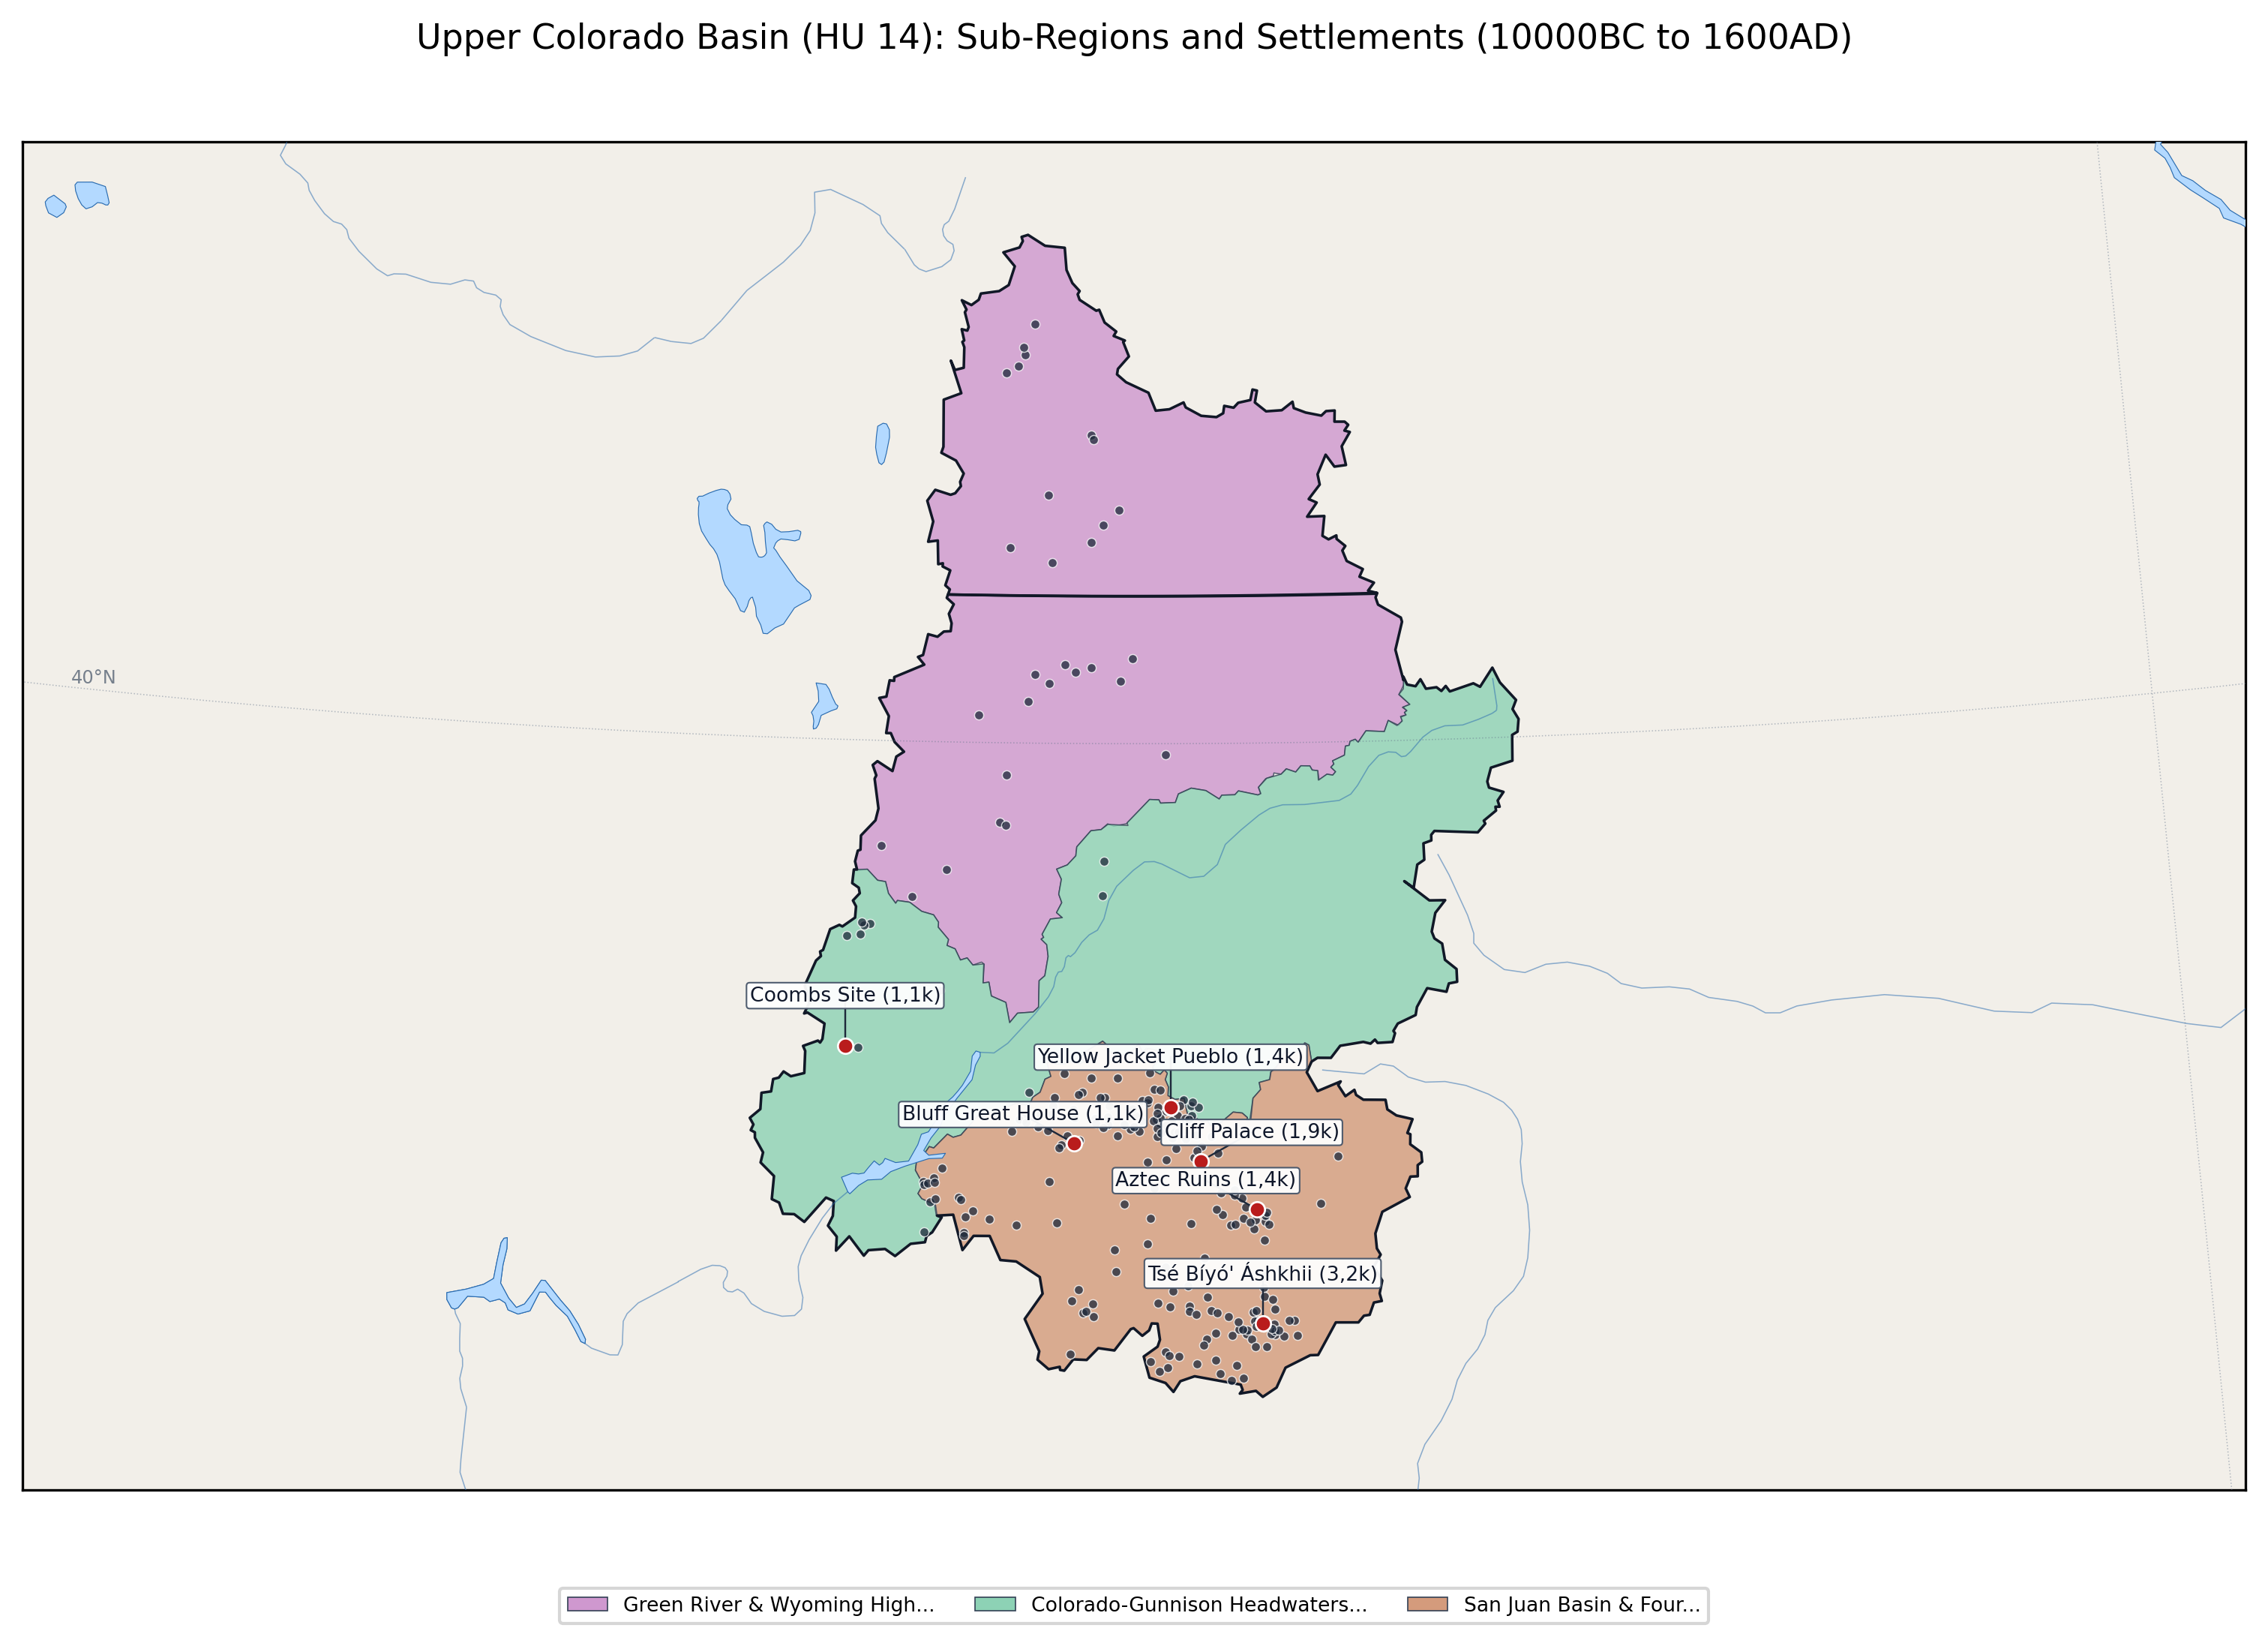 Upper Colorado Basin (HU 14): Sub-Regions and Settlements (10000BC to 1600AD)
40°N
Coombs Site (1,1k)
Yellow Jacket Pueblo (1,4k)
Bluff Great House (1,1k)
Cliff Palace (1,9k)
Aztec Ruins (1,4k)
Tsé Bíyó' Áshkhii (3,2k)
Green River & Wyoming High...
Colorado-Gunnison Headwaters...
San Juan Basin & Four...